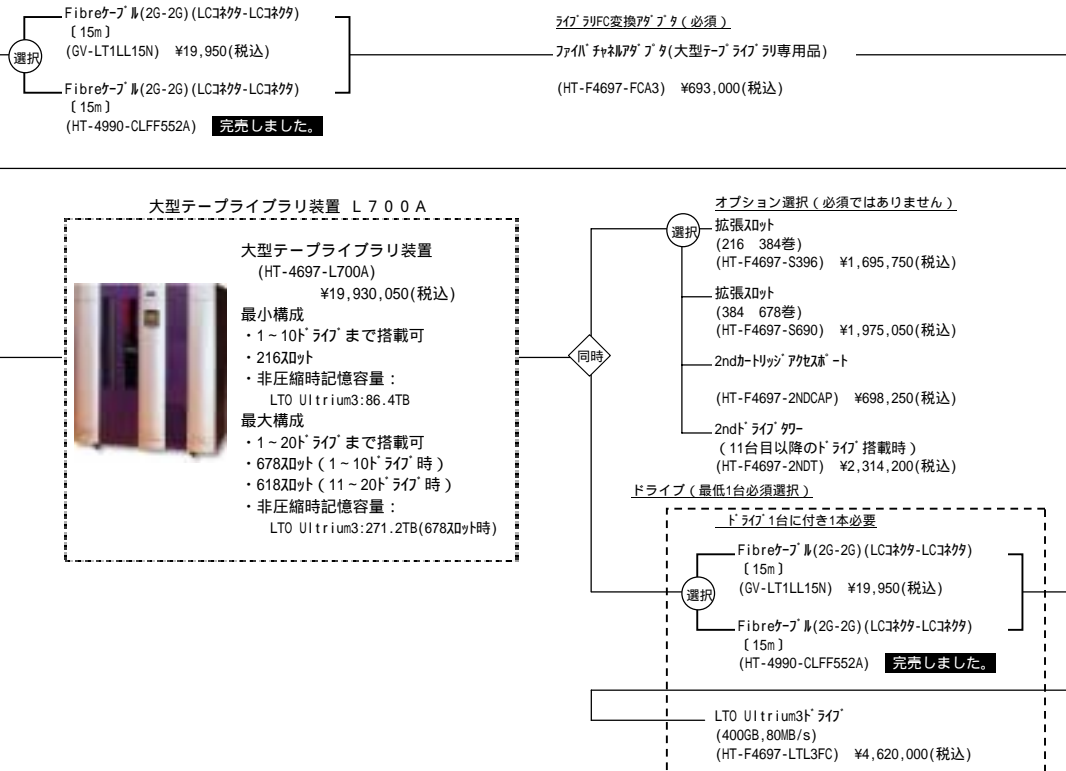 Fibreｹｰﾌﾞﾙ(2G-2G)(LCｺﾈｸﾀ-LCｺﾈｸﾀ)
〔15m〕
(GV-LT1LL15N) ¥19,950(税込)
選択
Fibreｹｰﾌﾞﾙ(2G-2G)(LCｺﾈｸﾀ-LCｺﾈｸﾀ)
〔15m〕
(HT-4990-CLFF552A) 完売しました。
ﾗｲﾌﾞﾗﾘFC変換ｱﾀﾞﾌﾟﾀ(必須)
ﾌｧｲﾊﾞﾁｬﾈﾙｱﾀﾞﾌﾟﾀ(大型ﾃｰﾌﾟﾗｲﾌﾞﾗﾘ専用品)
(HT-F4697-FCA3) ¥693,000(税込)
大型テープライブラリ装置 Ｌ７００Ａ
大型テープライブラリ装置
(HT-4697-L700A)
¥19,930,050(税込)
最小構成
・1～10ﾄﾞﾗｲﾌﾞまで搭載可
・216ｽﾛｯﾄ
・非圧縮時記憶容量：
LTO Ultrium3:86.4TB
最大構成
・1～20ﾄﾞﾗｲﾌﾞまで搭載可
・678ｽﾛｯﾄ(1～10ﾄﾞﾗｲﾌﾞ時)
・618ｽﾛｯﾄ(11～20ﾄﾞﾗｲﾌﾞ時)
・非圧縮時記憶容量：
LTO Ultrium3:271.2TB(678ｽﾛｯﾄ時)
同時
オプション選択(必須ではありません)
選択
拡張ｽﾛｯﾄ
(216 384巻)
(HT-F4697-S396) ¥1,695,750(税込)
拡張ｽﾛｯﾄ
(384 678巻)
(HT-F4697-S690) ¥1,975,050(税込)
2ndｶｰﾄﾘｯｼﾞｱｸｾｽﾎﾟｰﾄ
(HT-F4697-2NDCAP) ¥698,250(税込)
2ndﾄﾞﾗｲﾌﾞﾀﾜｰ
(11台目以降のﾄﾞﾗｲﾌﾞ搭載時)
(HT-F4697-2NDT) ¥2,314,200(税込)
ドライブ(最低1台必須選択)
ﾄﾞﾗｲﾌﾞ1台に付き1本必要
Fibreｹｰﾌﾞﾙ(2G-2G)(LCｺﾈｸﾀ-LCｺﾈｸﾀ)
〔15m〕
(GV-LT1LL15N) ¥19,950(税込)
選択
Fibreｹｰﾌﾞﾙ(2G-2G)(LCｺﾈｸﾀ-LCｺﾈｸﾀ)
〔15m〕
(HT-4990-CLFF552A) 完売しました。
LTO Ultrium3ﾄﾞﾗｲﾌﾞ
(400GB,80MB/s)
(HT-F4697-LTL3FC) ¥4,620,000(税込)